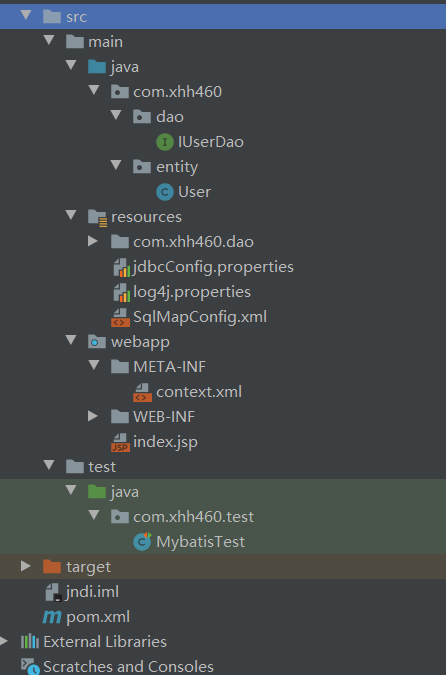 src
main
java
com.xhh460
dao
IUserDao
entity
User
resources
com.xhh460.dao
jdbcConfig.properties
log4j.properties
SqlMapConfig.xml
webapp
META-INF
context.xml
WEB-INF
index.jsp
test
java
com.xhh460.test
MybatisTest
target
jndi.iml
pom.xml
External Libraries
Scratches and Consoles